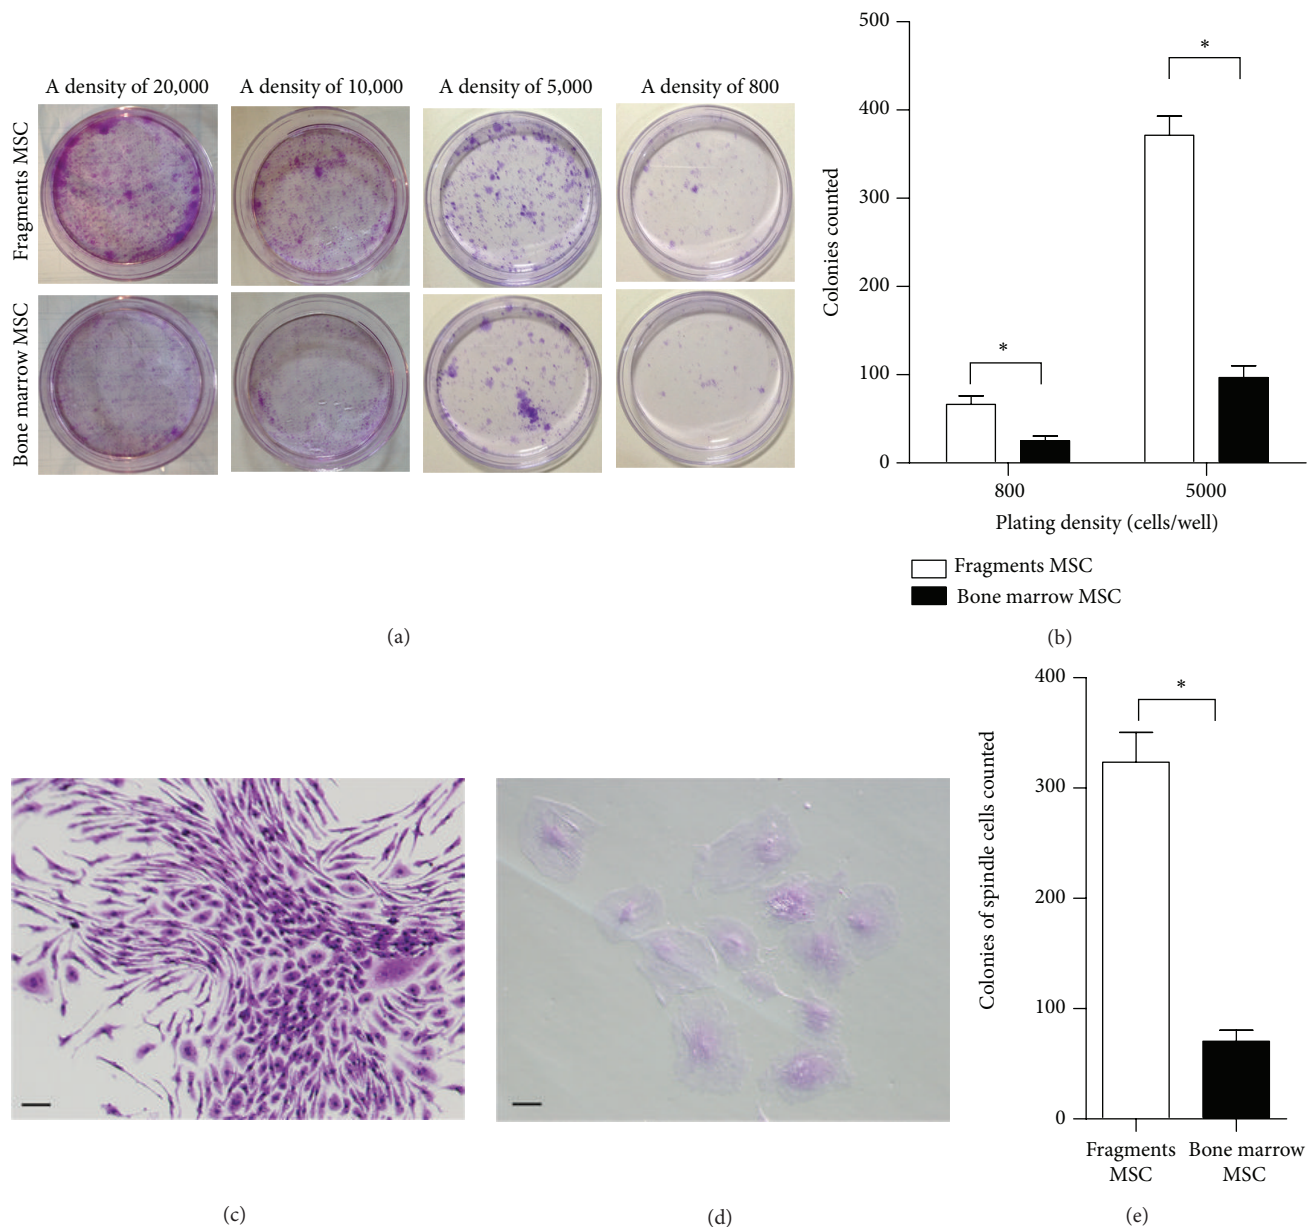 A density of 20,000
A density of 10,000
A density of 5,000
A density of 800
Fragments MSC
Bone marrow MSC
(a)
500
400
300
200
100
0
Colonies counted
*
*
800
5000
Plating density (cells/well)
Fragments MSC
Bone marrow MSC
(b)
(c)
(d)
400
300
200
100
0
Colonies of spindle cells counted
*
Fragments
MSC
Bone marrow
MSC
(e)